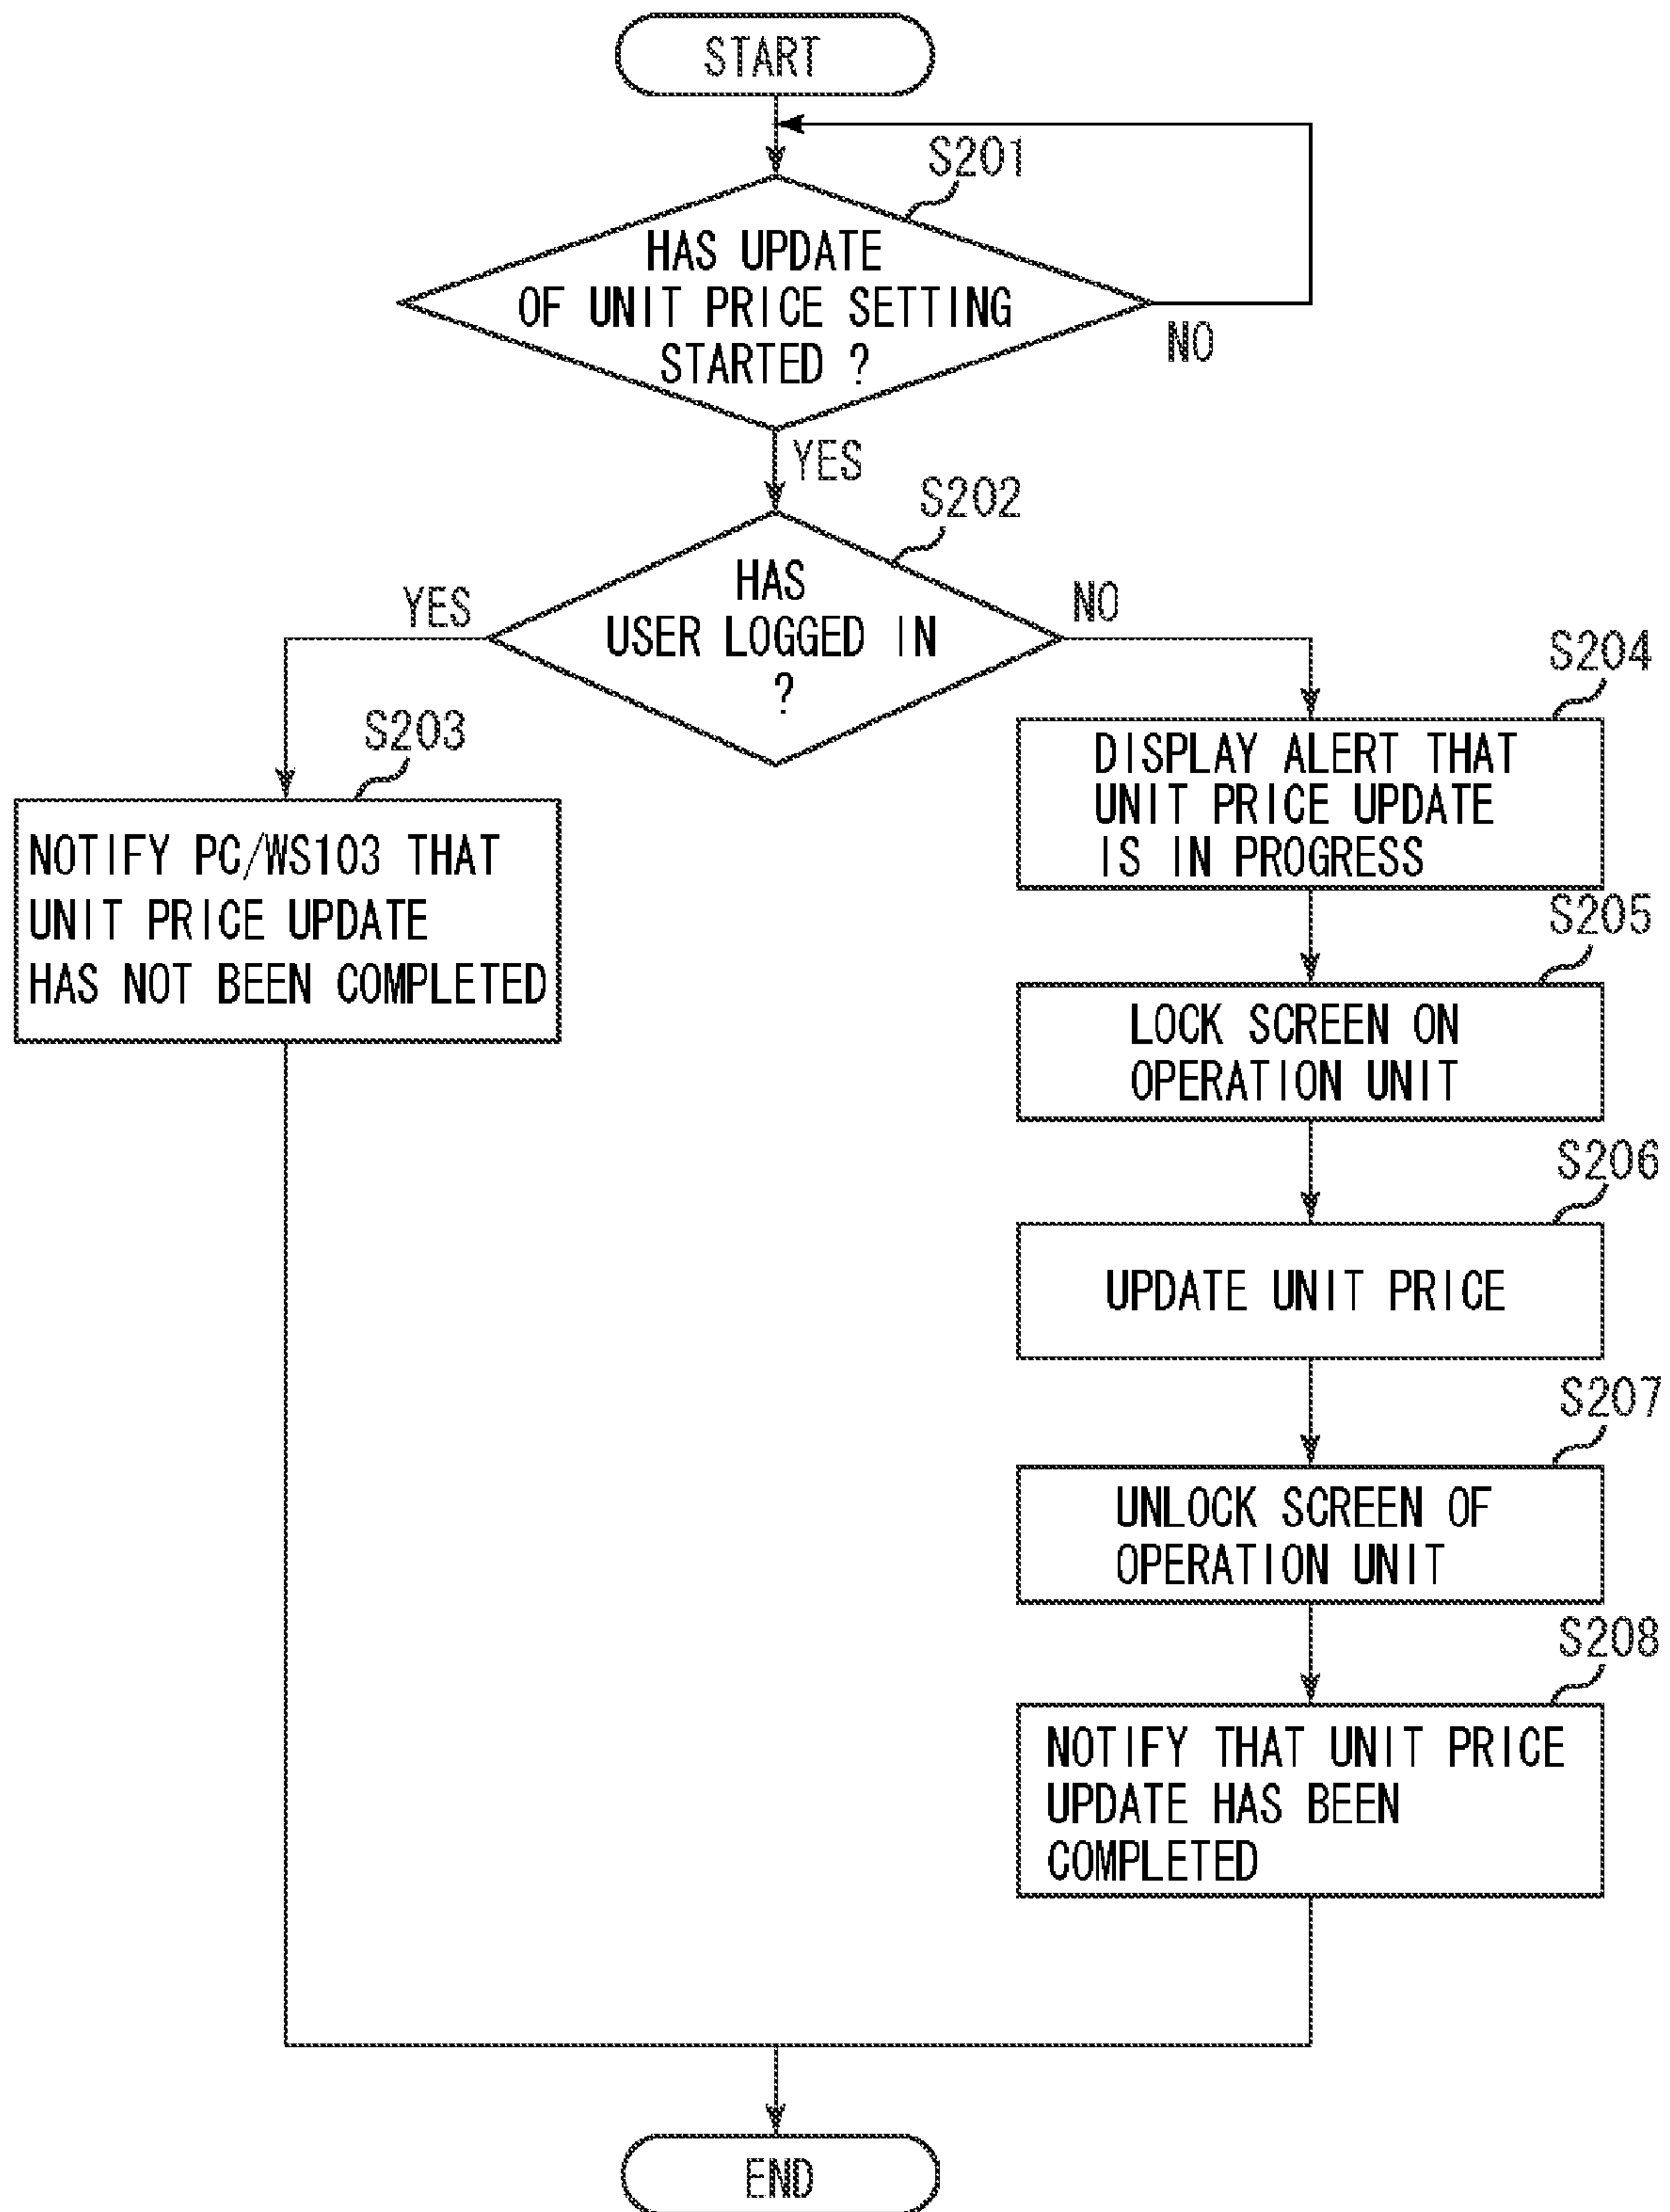 START
S201
HAS UPDATE
OF UNIT PRICE SETTING
STARTED ?
NO
YES
S202
HAS
USER LOGGED IN
?
YES
NO
S203
NOTIFY PC/WS103 THAT
UNIT PRICE UPDATE
HAS NOT BEEN COMPLETED
S204
DISPLAY ALERT THAT
UNIT PRICE UPDATE
IS IN PROGRESS
S205
LOCK SCREEN ON
OPERATION UNIT
S206
UPDATE UNIT PRICE
S207
UNLOCK SCREEN OF
OPERATION UNIT
S208
NOTIFY THAT UNIT PRICE
UPDATE HAS BEEN
COMPLETED
END